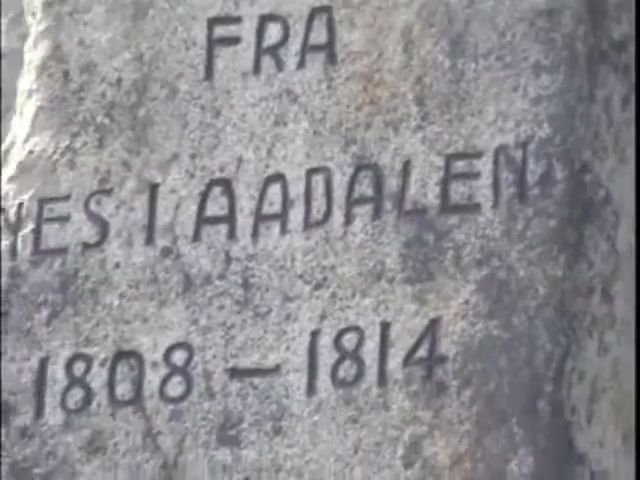 FRA
YES I AADALEN
1808 – 1814